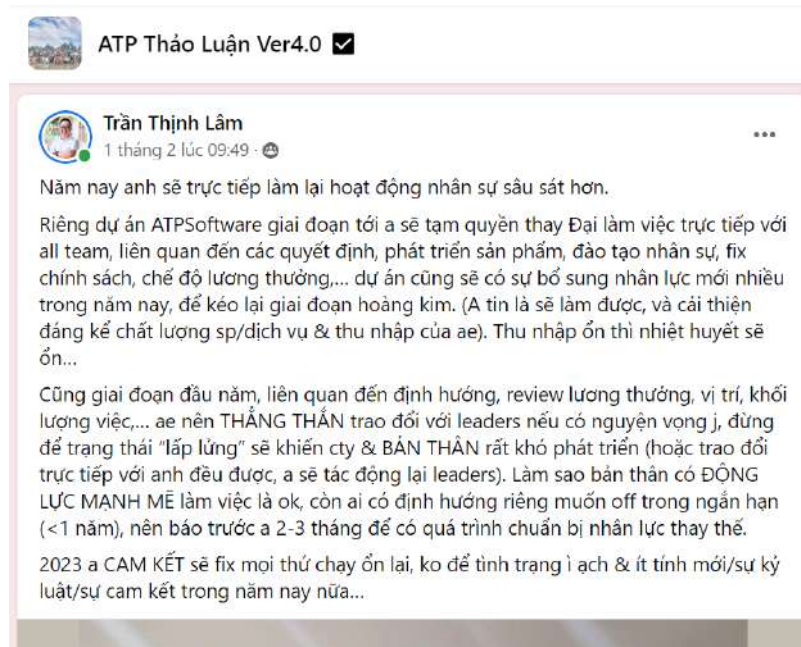 ATP Thảo Luận Ver4.0
Trần Thịnh Lâm
1 tháng 2 lúc 09:49 ·
Năm nay anh sẽ trực tiếp làm lại hoạt động nhân sự sâu sát hơn.
Riêng dự án ATPSoftware giai đoạn tới a sẽ tạm quyền thay Đại làm việc trực tiếp với
all team, liên quan đến các quyết định, phát triển sản phẩm, đào tạo nhân sự, fix
chính sách, chế độ lương thưởng,... dự án cũng sẽ có sự bổ sung nhân lực mới nhiều
trong năm nay, để kéo lại giai đoạn hoàng kim. (A tin là sẽ làm được, và cải thiện
đáng kể chất lượng sp/dịch vụ & thu nhập của ae). Thu nhập ổn thì nhiệt huyết sẽ
ổn...
Cũng giai đoạn đầu năm, liên quan đến định hướng, review lương thưởng, vị trí, khối
lượng việc,... ae nên THẲNG THẮN trao đổi với leaders nếu có nguyện vọng j, đừng
để trạng thái "lấp lửng" sẽ khiến cty & BẢN THÂN rất khó phát triển (hoặc trao đổi
trực tiếp với anh đều được, a sẽ tác động lại leaders). Làm sao bản thân có ĐỘNG
LỰC MẠNH MẼ làm việc là ok, còn ai có định hướng riêng muốn off trong ngắn hạn
(<1 năm), nên báo trước a 2-3 tháng để có quá trình chuẩn bị nhân lực thay thế.
2023 a CAM KẾT sẽ fix mọi thứ chạy ổn lại, ko để tình trạng ì ạch & ít tính mới/sự kỷ
luật/sự cam kết trong năm nay nữa...